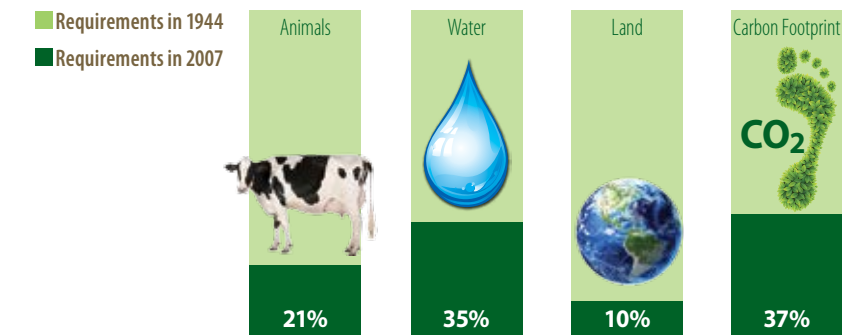 Requirements in 1944
Requirements in 2007
Animals
Water
Land
Carbon Footprint
CO₂
21%
35%
10%
37%